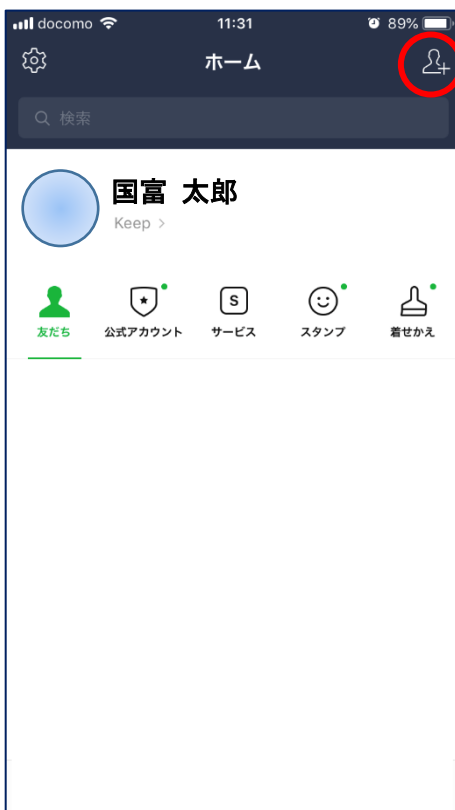 docomo 11:31 89%
ホーム
検索
国富 太郎
Keep >
S
友だち 公式アカウント サービス スタンプ 着せかえ